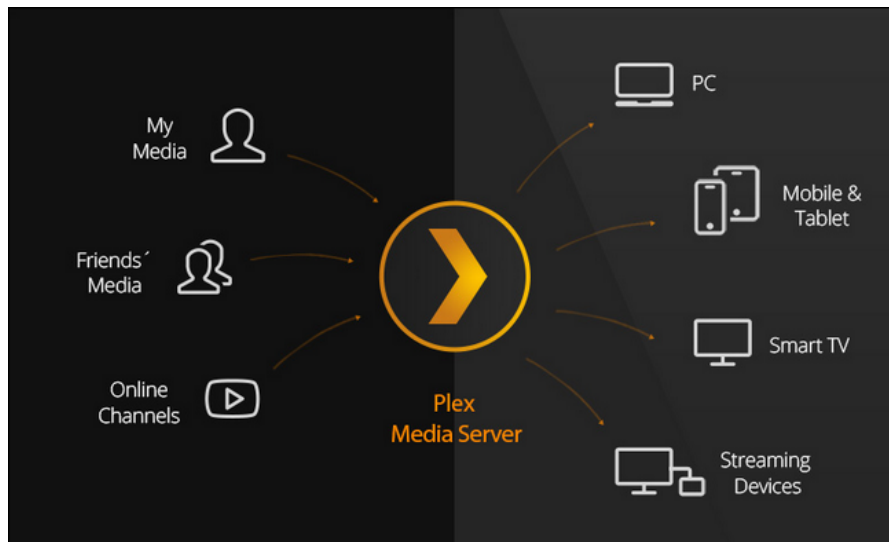 My
Media
Friends´
Media
Online
Channels
Plex
Media Server
PC
Mobile &
Tablet
Smart TV
Streaming
Devices